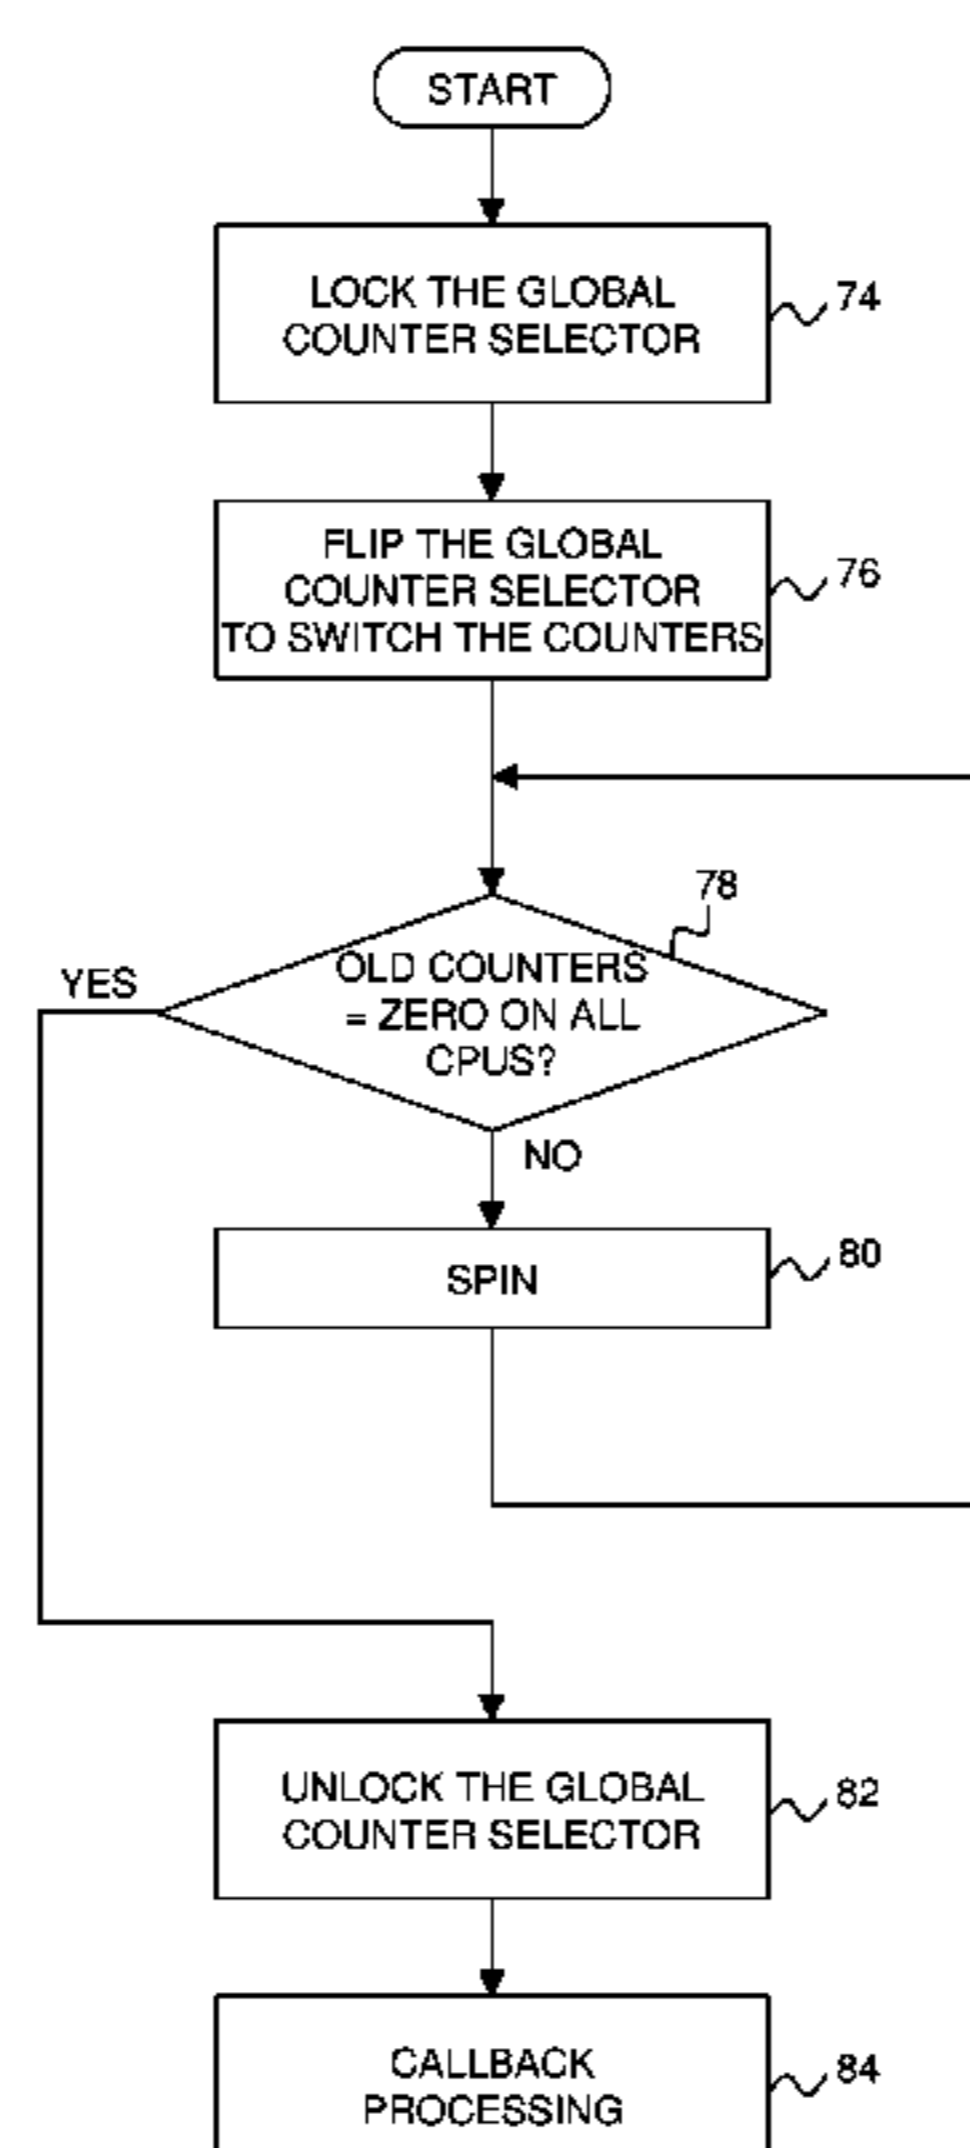 START
LOCK THE GLOBAL
COUNTER SELECTOR
74
FLIP THE GLOBAL
COUNTER SELECTOR
TO SWITCH THE COUNTERS
76
78
YES
OLD COUNTERS
= ZERO ON ALL
CPUS?
NO
SPIN
80
UNLOCK THE GLOBAL
COUNTER SELECTOR
82
CALLBACK
PROCESSING
84